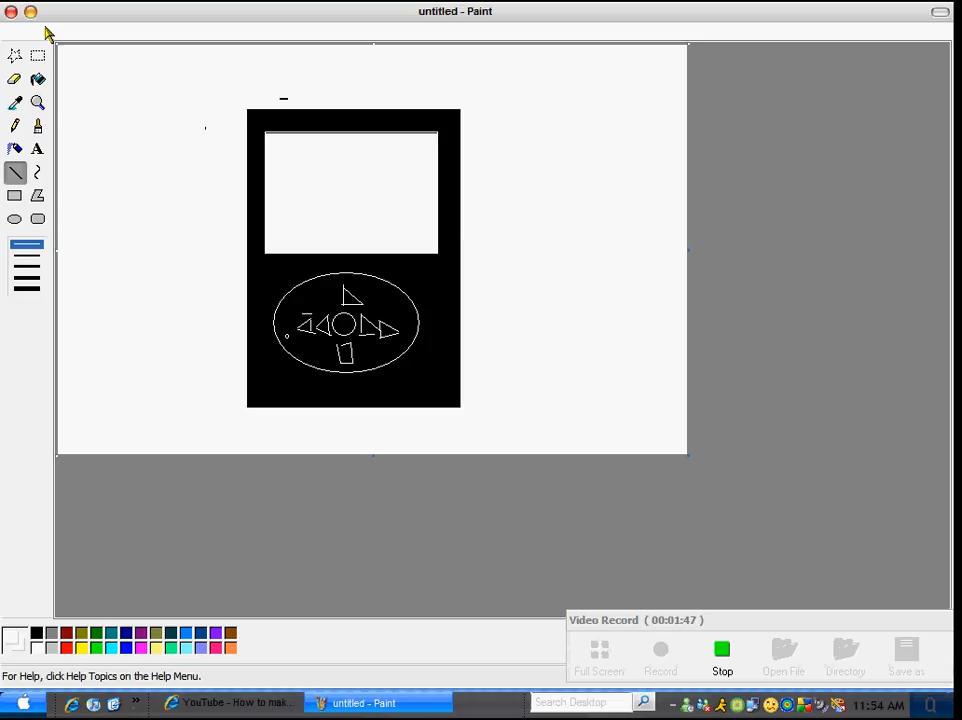 untitled - Paint
A
Video Record ( 00:01:47 )
Full Screen Record Stop Open File Directory Save as
For Help, click Help Topics on the Help Menu.
YouTube - How to mak... untitled - Paint Search Desktop 11:54 AM